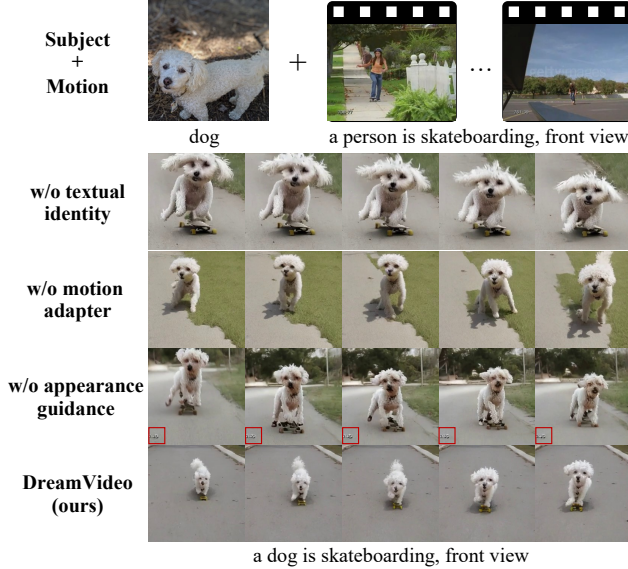 Subject
+
Motion
+
...
dog
a person is skateboarding, front view
w/o textual
identity
w/o motion
adapter
w/o appearance
guidance
DreamVideo
(ours)
a dog is skateboarding, front view